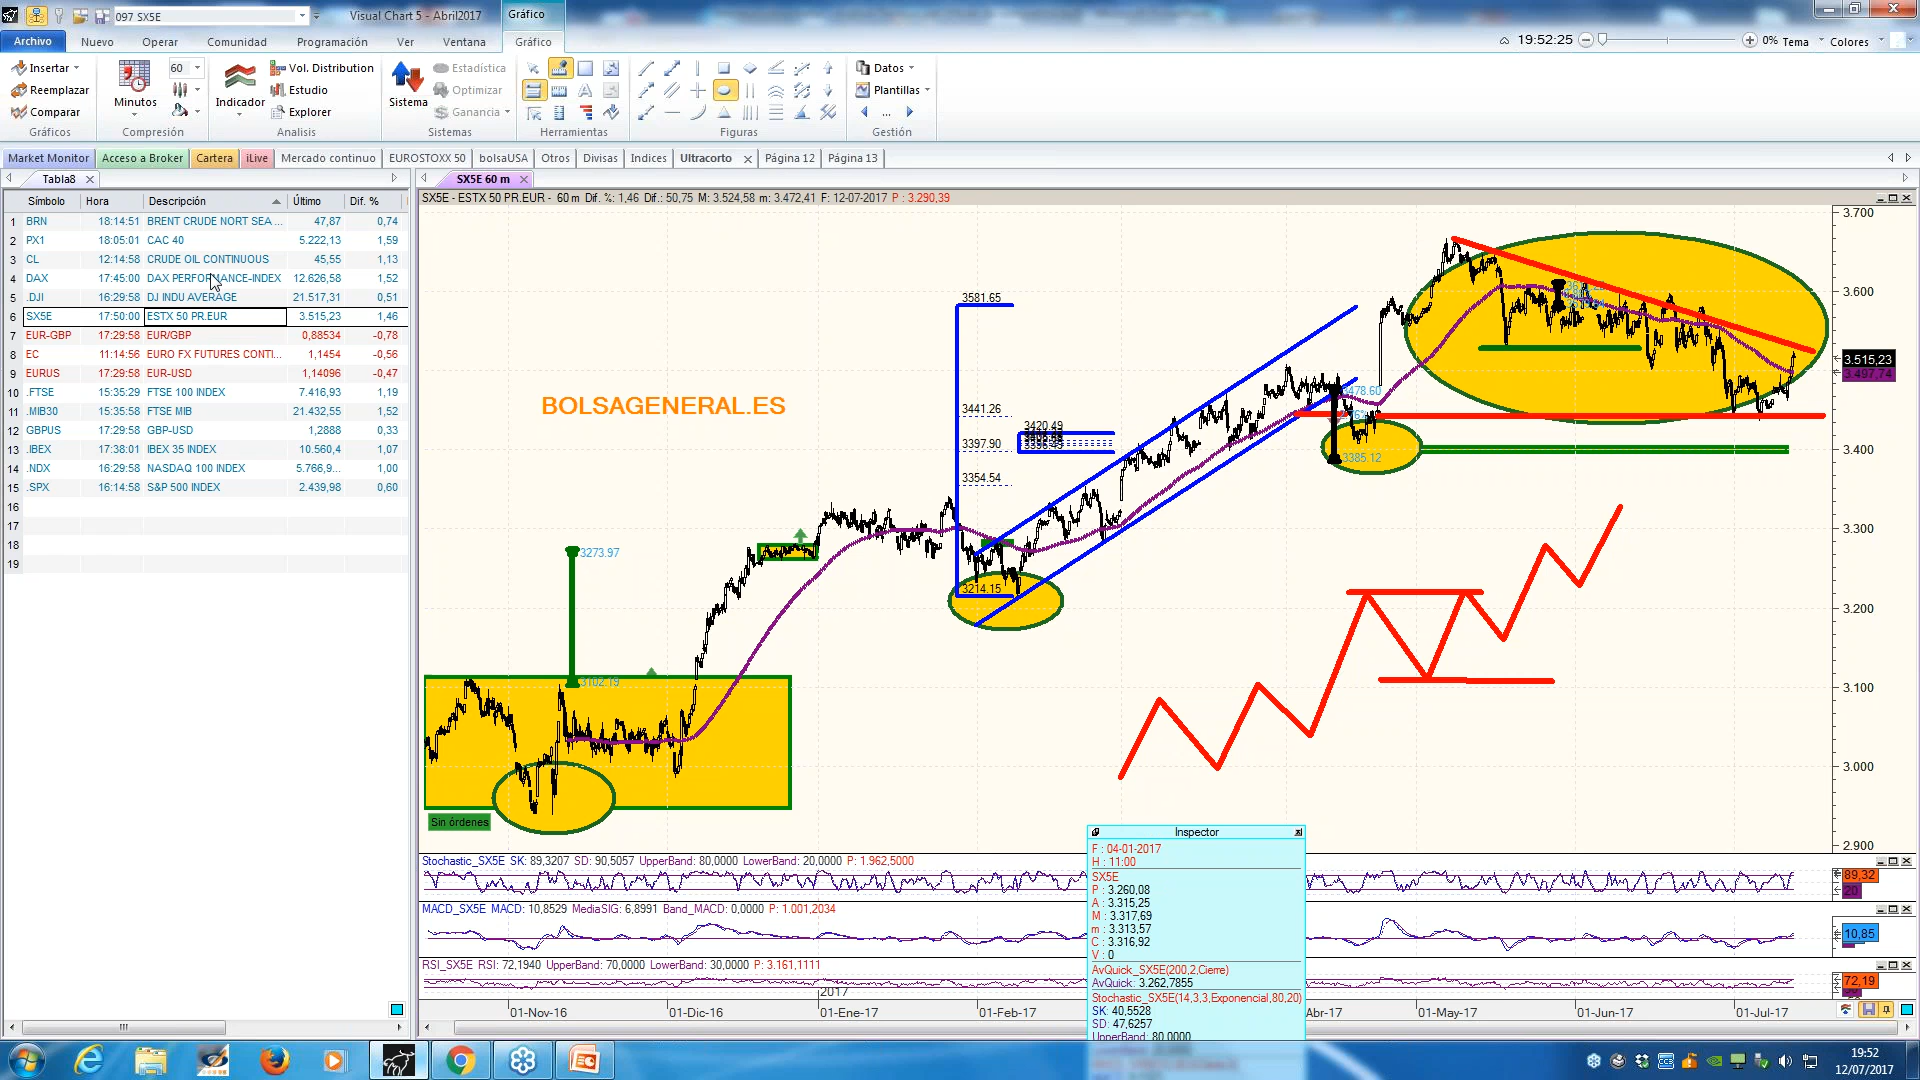 097 SX5E
Visual Chart 5 - Abril2017
Gráfico
Archivo Nuevo Operar Comunidad Programación Ver Ventana Gráfico
19:52:25 0% Tema Colores
Insertar
Reemplazar
Comparar
Gráficos
Minutos
60
Compresión
Indicador
Vol. Distribution
Estudio
Explorer
Analisis
Sistema
Estadística
Optimizar
Ganancia
Sistemas
Herramientas
Figuras
Datos
Plantillas
...
Gestión
Market Monitor Acceso a Broker Cartera iLive Mercado continuo EUROSTOXX 50 bolsaUSA Otros Divisas Indices Ultracorto Página 12 Página 13
Tabla8
Símbolo Hora Descripción Último Dif. %
1 BRN 18:14:51 BRENT CRUDE NORT SEA ... 47,87 0,74
2 PX1 18:05:01 CAC 40 5.222,13 1,59
3 CL 12:14:58 CRUDE OIL CONTINUOUS 45,55 1,13
4 DAX 17:45:00 DAX PERFORMANCE-INDEX 12.626,58 1,52
5 .DJI 16:29:58 DJ INDU AVERAGE 21.517,31 0,51
6 SX5E 17:50:00 ESTX 50 PR.EUR 3.515,23 1,46
7 EUR-GBP 17:29:58 EUR/GBP 0,88534 -0,78
8 EC 11:14:56 EURO FX FUTURES CONTI... 1,1454 -0,56
9 EURUS 17:29:58 EUR-USD 1,14096 -0,47
10 .FTSE 15:35:29 FTSE 100 INDEX 7.416,93 1,19
11 .MIB30 15:35:58 FTSE MIB 21.432,55 1,52
12 GBPUS 17:29:58 GBP-USD 1,2888 0,33
13 .IBEX 17:38:01 IBEX 35 INDEX 10.560,4 1,07
14 .NDX 16:29:58 NASDAQ 100 INDEX 5.766,9... 1,00
15 .SPX 16:14:58 S&P 500 INDEX 2.439,98 0,60
16
17
18
19
SX5E 60 m
SX5E - ESTX 50 PR.EUR - 60 m Dif. %: 1,46 Dif.: 50,75 M: 3.524,58 m: 3.472,41 F: 12-07-2017 P : 3.290,39
3.700
3.600
3.515,23
3.497,74
3.400
3.300
3.200
3.100
3.000
2.900
BOLSAGENERAL.ES
3581.65
3441.26
3397.90
3354.54
3214.15
3420.49
3478.60
3385.12
3273.97
3102.19
Sin órdenes
Stochastic_SX5E SK: 89,3207 SD: 90,5057 UpperBand: 80,0000 LowerBand: 20,0000 P: 1.962,5000
89,32
20
MACD_SX5E MACD: 10,8529 MediaSIG: 6,8991 Band_MACD: 0,0000 P: 1.001,2034
10,85
RSI_SX5E RSI: 72,1940 UpperBand: 70,0000 LowerBand: 30,0000 P: 3.161,1111
72,19
2017
01-Nov-16 01-Dic-16 01-Ene-17 01-Feb-17 Abr-17 01-May-17 01-Jun-17 01-Jul-17
Inspector
F : 04-01-2017
H : 11:00
SX5E
P : 3.260,08
A : 3.315,25
M : 3.317,69
m : 3.313,57
C : 3.316,92
V : 0
AvQuick_SX5E(200,2,Cierre)
AvQuick: 3.262,7855
Stochastic_SX5E(14,3,3,Exponencial,80,20)
SK: 40,5528
SD: 47,6257
UpperBand: 80,0000
19:52
12/07/2017